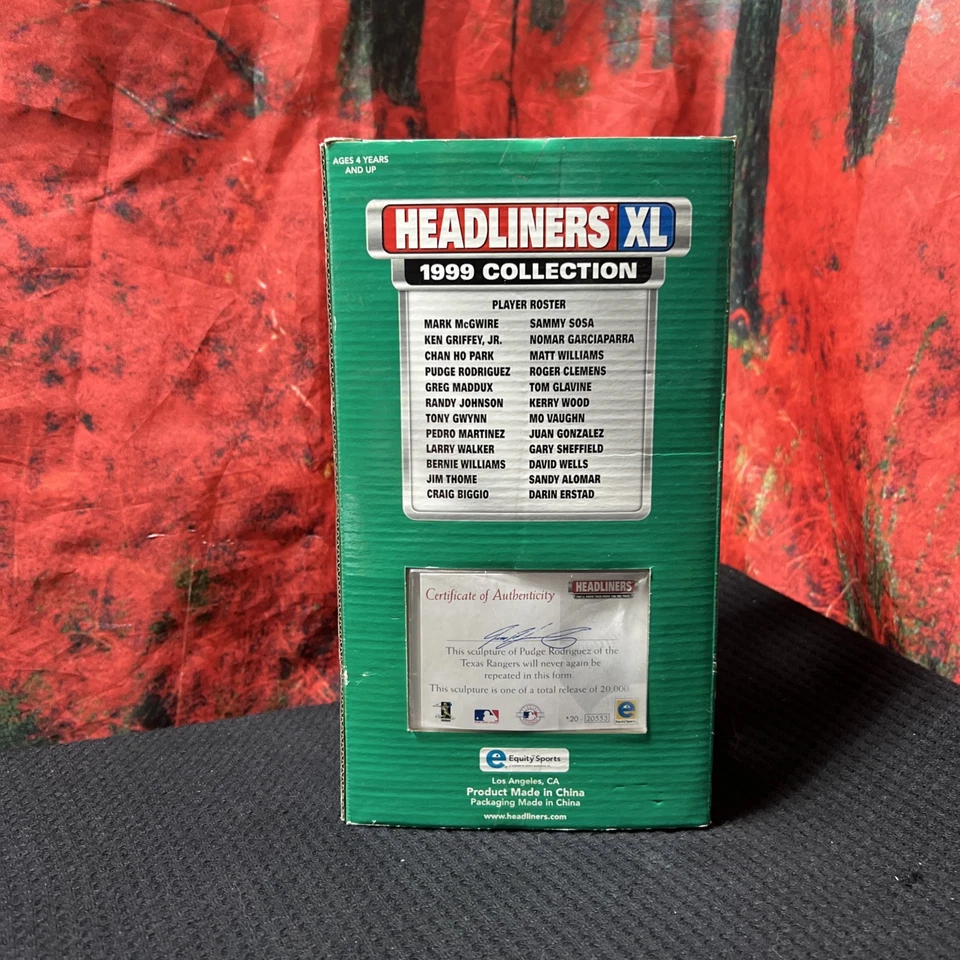 AGES 4 YEARS
AND UP
HEADLINERS® XL
1999 COLLECTION
PLAYER ROSTER
MARK McGWIRE
KEN GRIFFEY, JR.
CHAN HO PARK
PUDGE RODRIGUEZ
GREG MADDUX
RANDY JOHNSON
TONY GWYNN
PEDRO MARTINEZ
LARRY WALKER
BERNIE WILLIAMS
JIM THOME
CRAIG BIGGIO
SAMMY SOSA
NOMAR GARCIAPARRA
MATT WILLIAMS
ROGER CLEMENS
TOM GLAVINE
KERRY WOOD
MO VAUGHN
JUAN GONZALEZ
GARY SHEFFIELD
DAVID WELLS
SANDY ALOMAR
DARIN ERSTAD
Certificate of Authenticity
HEADLINERS
This sculpture of Pudge Rodriguez of the
Texas Rangers will never again be
repeated in this form.
This sculpture is one of a total release of 20,000.
*20 - 20553
Equity Sports
Los Angeles, CA
Product Made in China
Packaging Made in China
www.headliners.com